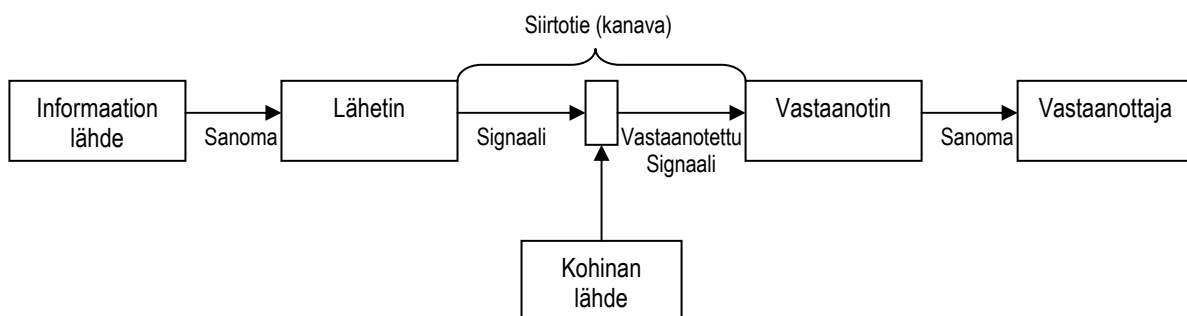 Siirtotie (kanava)
Informaation
lähde
Sanoma
Lähetin
Signaali
Vastaanotettu
Signaali
Vastaanotin
Sanoma
Vastaanottaja
Kohinan
lähde